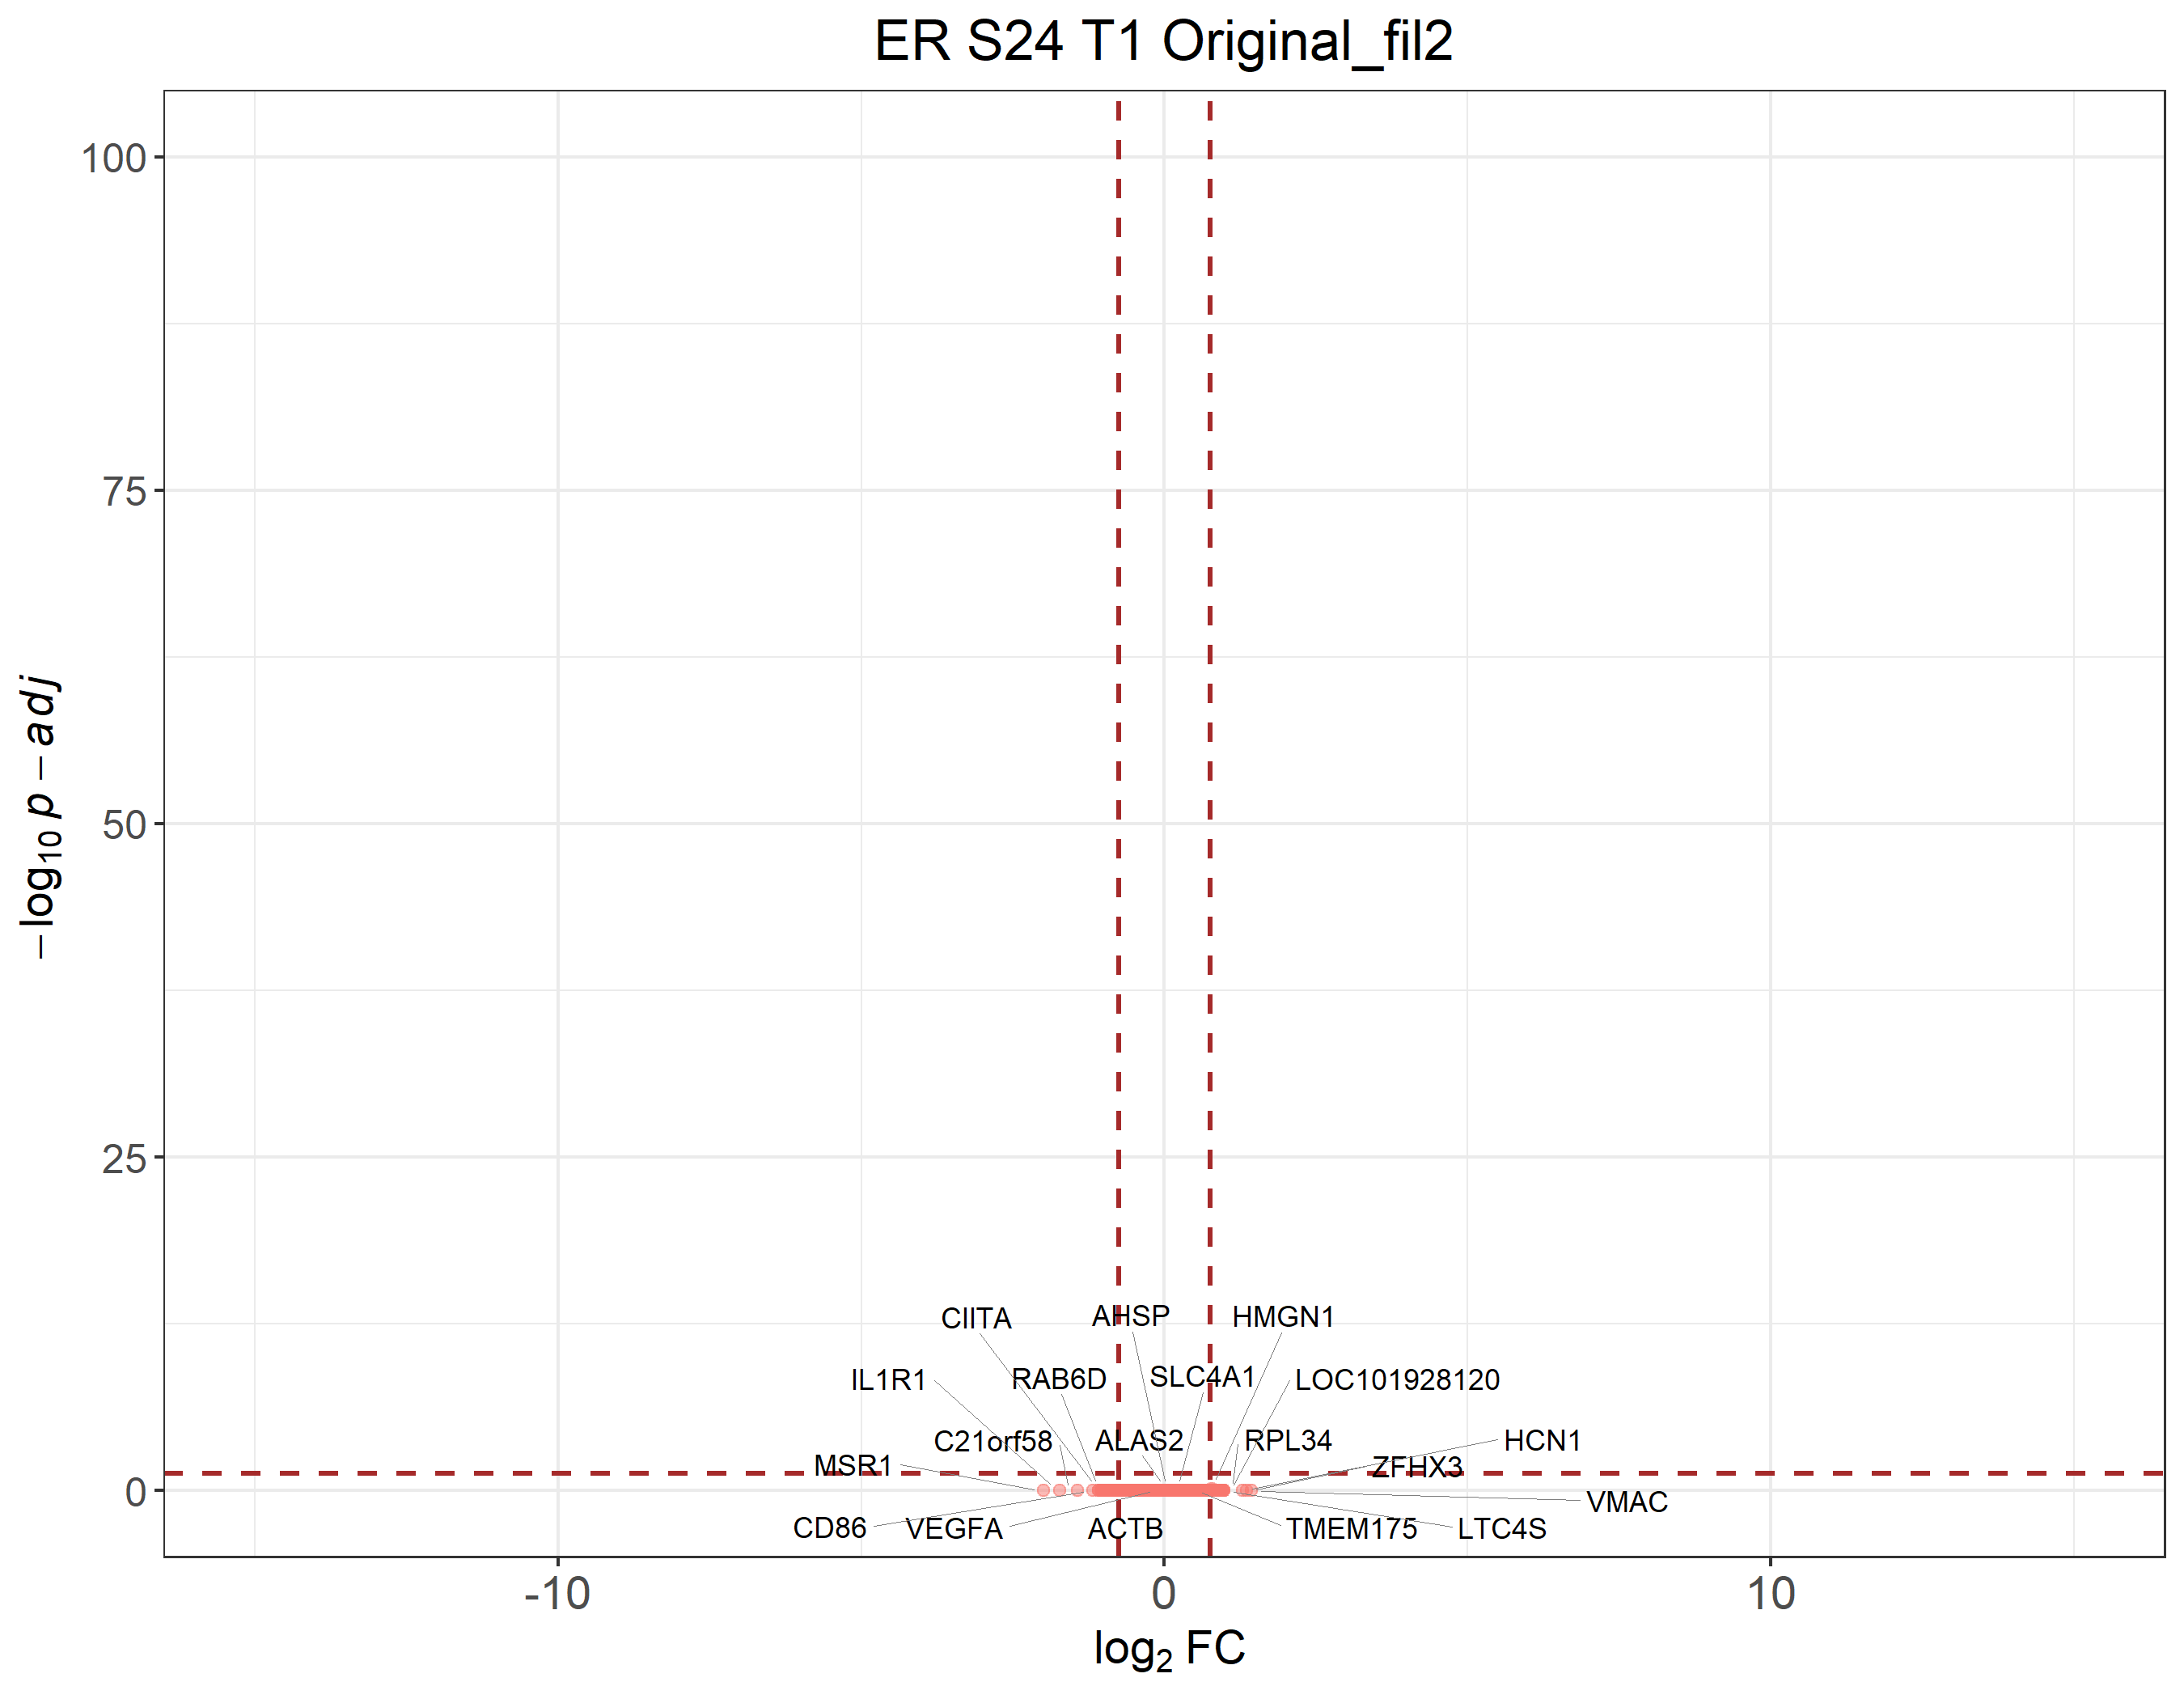 ER S24 T1 Original_fil2
100
75
50
25
0
−log10 p − adj
CIITA
AHSP
HMGN1
IL1R1
RAB6D
SLC4A1
LOC101928120
C21orf58
ALAS2
RPL34
HCN1
MSR1
ZFHX3
VMAC
CD86
VEGFA
ACTB
TMEM175
LTC4S
-10
0
10
log2 FC